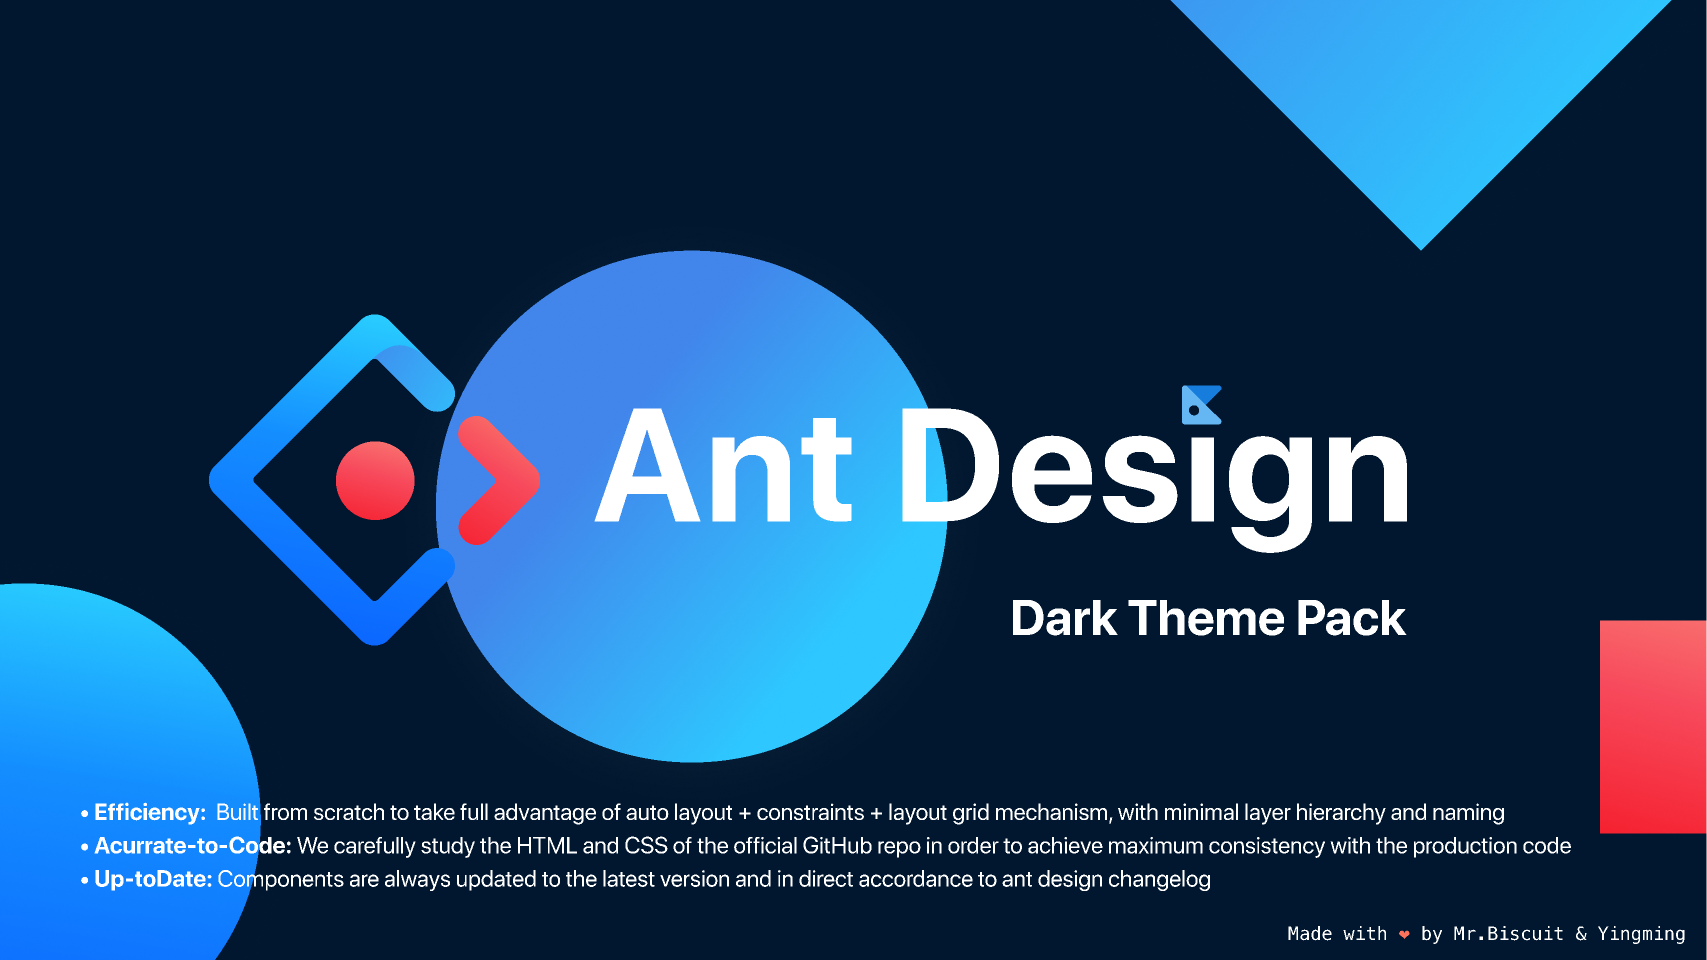 Ant Design
Dark Theme Pack
• Efficiency: Built from scratch to take full advantage of auto layout + constraints + layout grid mechanism, with minimal layer hierarchy and naming
• Acurrate-to-Code: We carefully study the HTML and CSS of the official GitHub repo in order to achieve maximum consistency with the production code
• Up-toDate: Components are always updated to the latest version and in direct accordance to ant design changelog
Made with ❤ by Mr.Biscuit & Yingming